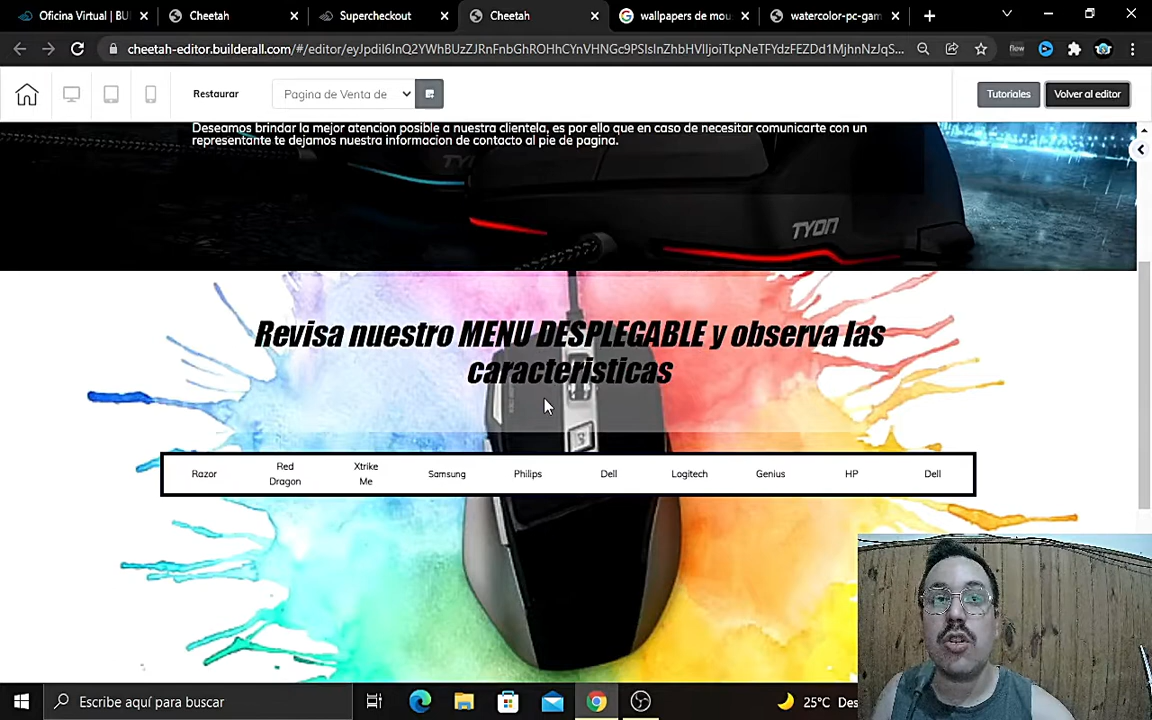 Oficina Virtual | BU
Cheetah
Supercheckout
Cheetah
wallpapers de mou
watercolor-pc-gam
cheetah-editor.builderall.com/#/editor/
flow
Restaurar
Pagina de Venta de
Tutoriales
Volver al editor
Deseamos brindar la mejor atencion posible a nuestra clientela, es por ello que en caso de necesitar comunicarte con un
representante te dejamos nuestra informacion de contacto al pie de pagina.
TYON
Revisa nuestro MENU DESPLEGABLE y observa las
caracteristicas
Razor
Red
Dragon
Xtrike
Me
Samsung
Philips
Dell
Logitech
Genius
HP
Dell
Escribe aquí para buscar
25°C Des